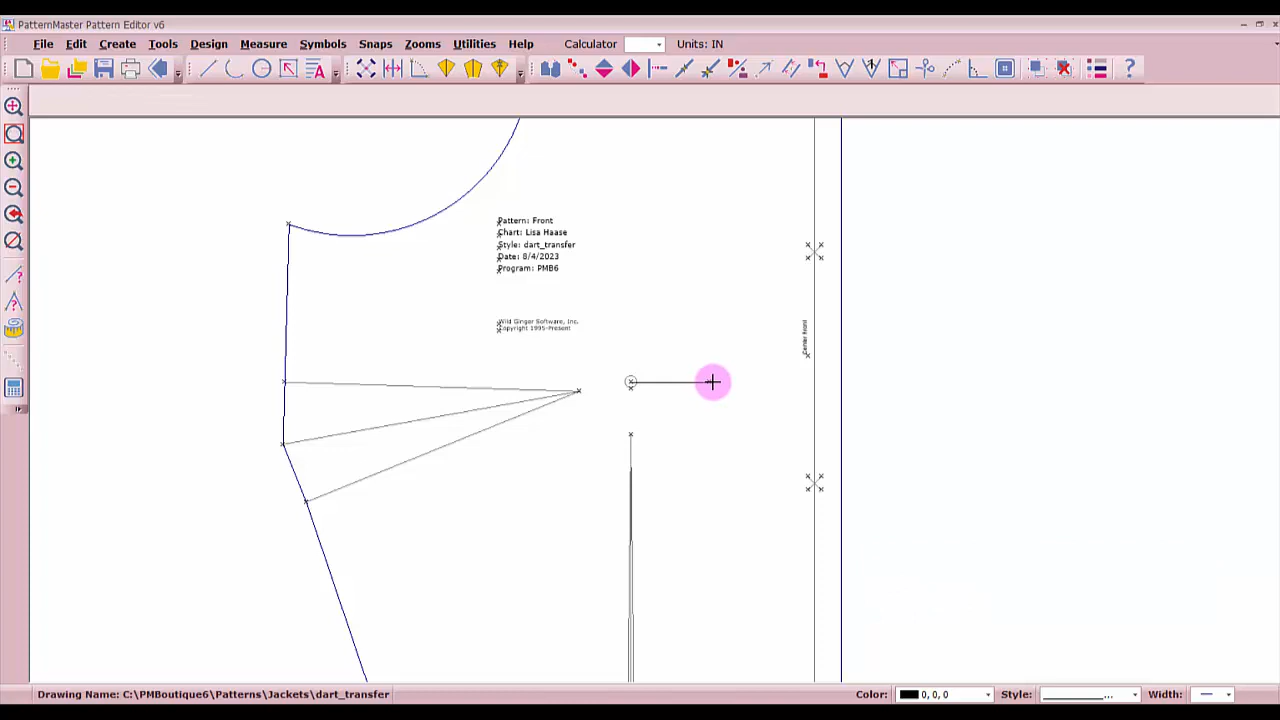 PatternMaster Pattern Editor v6
File Edit Create Tools Design Measure Symbols Snaps Zooms Utilities Help Calculator Units: IN
Pattern: Front
Chart: Lisa Haase
Style: dart_transfer
Date: 8/4/2023
Program: PMB6
Wild Ginger Software, Inc.
Copyright 1995-Present
Center Front
Drawing Name: C:\PMBoutique6\Patterns\Jackets\dart_transfer
Color: 0, 0, 0 Style: ... Width: